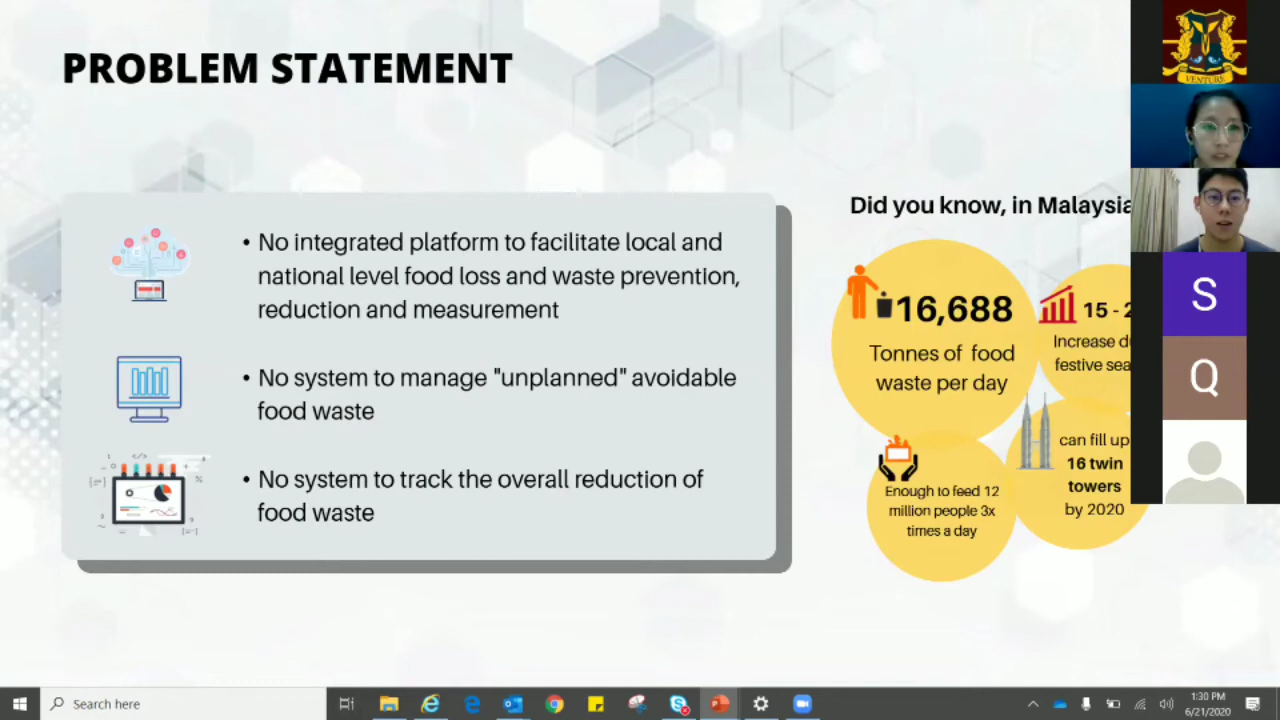 PROBLEM STATEMENT
• No integrated platform to facilitate local and
national level food loss and waste prevention,
reduction and measurement
• No system to manage "unplanned" avoidable
food waste
• No system to track the overall reduction of
food waste
Did you know, in Malaysia
16,688
Tonnes of food
waste per day
15 -
Increase
festive
Enough to feed 12
million people 3x
times a day
can fill up
16 twin
towers
by 2020
VENTURE
S
Q
Search here
1:30 PM
6/21/2020